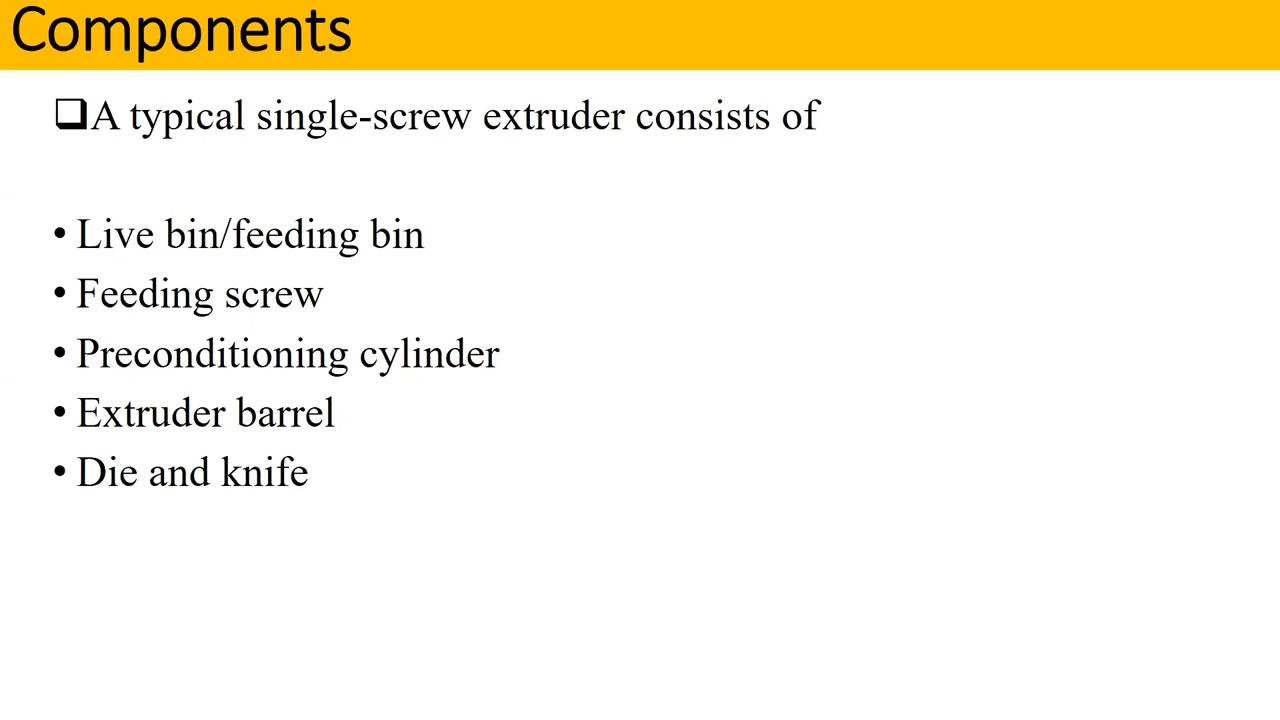 Components
❑A typical single-screw extruder consists of
• Live bin/feeding bin
• Feeding screw
• Preconditioning cylinder
• Extruder barrel
• Die and knife